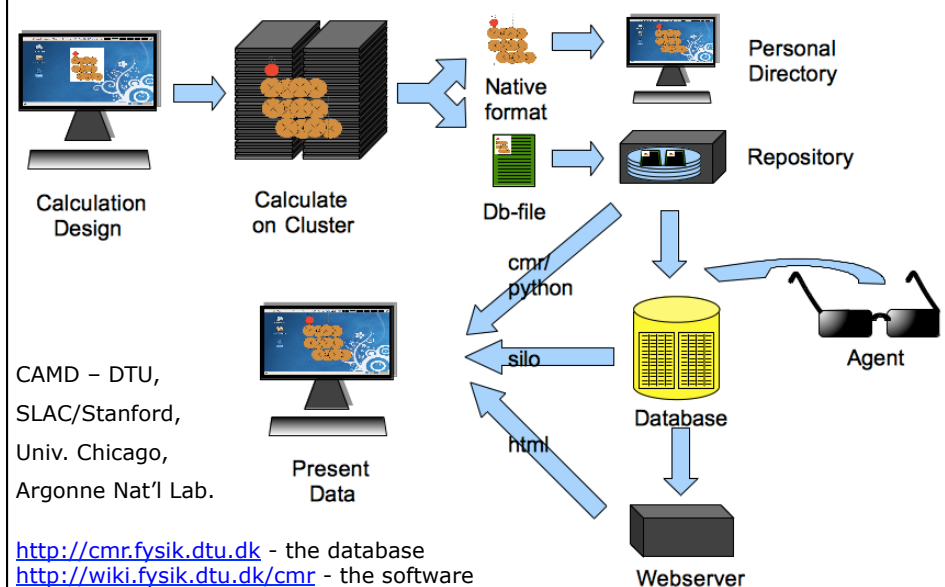 Native
format
Personal
Directory
Calculation
Design
Calculate
on Cluster
Db-file
Repository
cmr/
python
silo
html
Agent
Database
Present
Data
Webserver
CAMD – DTU,
SLAC/Stanford,
Univ. Chicago,
Argonne Nat’l Lab.
http://cmr.fysik.dtu.dk - the database
http://wiki.fysik.dtu.dk/cmr - the software